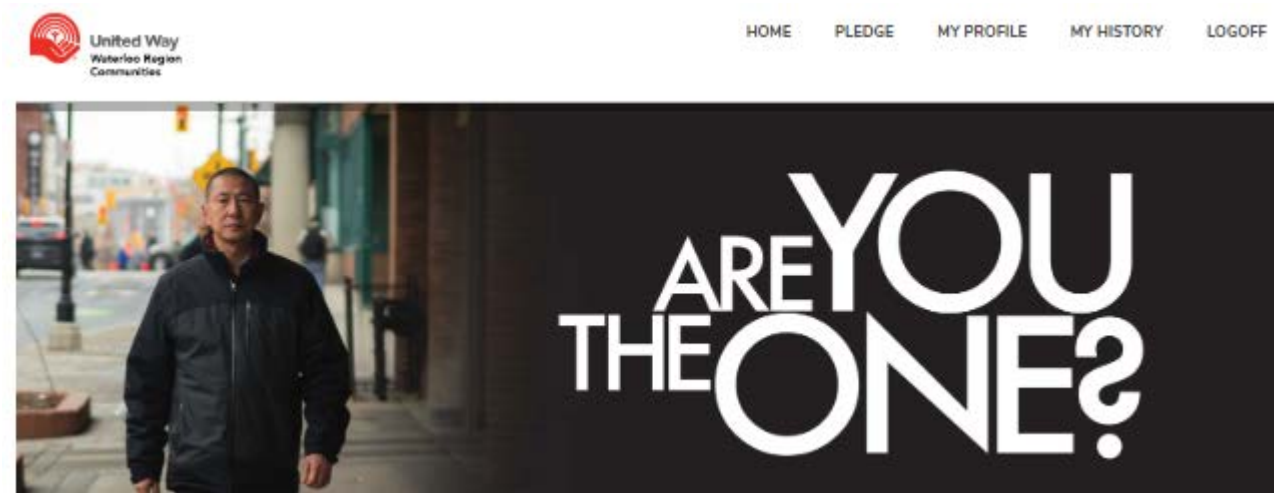 United Way
Waterloo Region
Communities
HOME PLEDGE MY PROFILE MY HISTORY LOGOFF
ARE YOU
THE ONE?